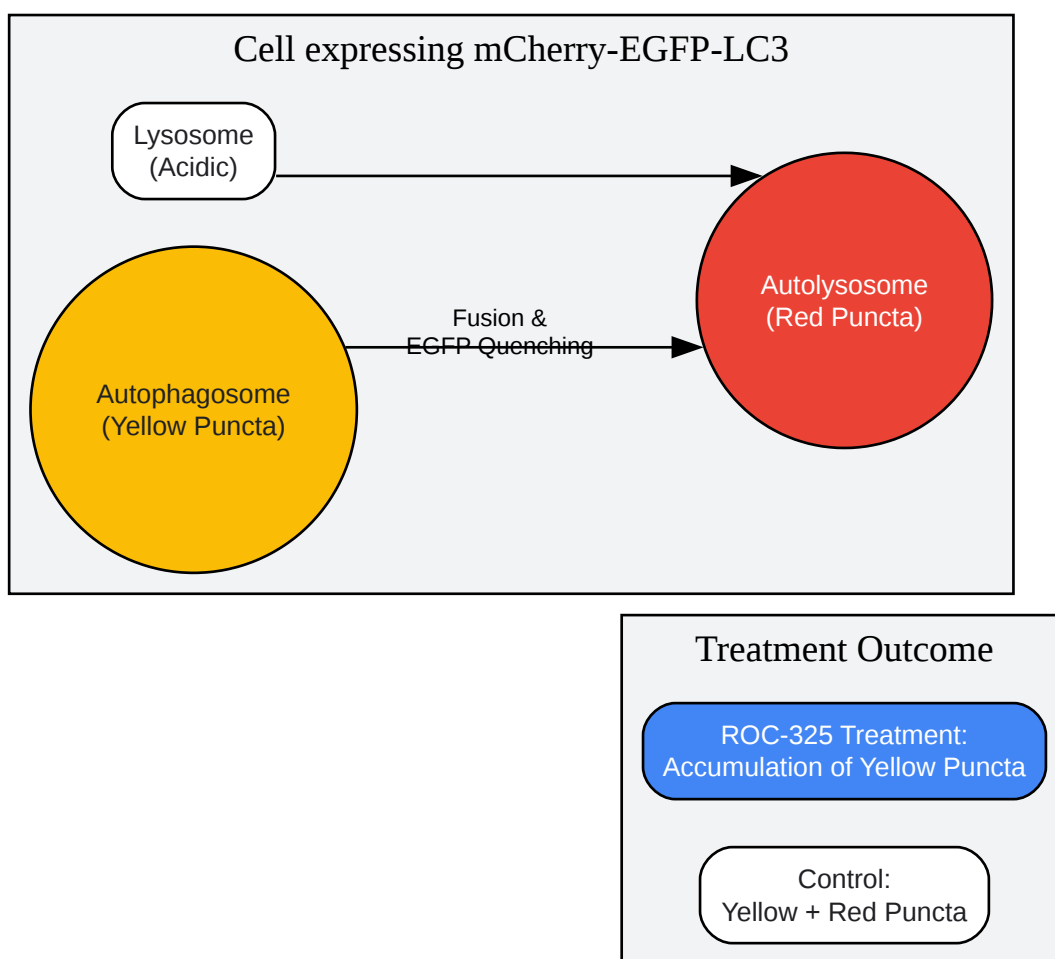 Cell expressing mCherry-EGFP-LC3
Lysosome
(Acidic)
Autophagosome
(Yellow Puncta)
Fusion &
EGFP Quenching
Autolysosome
(Red Puncta)
Treatment Outcome
ROC-325 Treatment:
Accumulation of Yellow Puncta
Control:
Yellow + Red Puncta